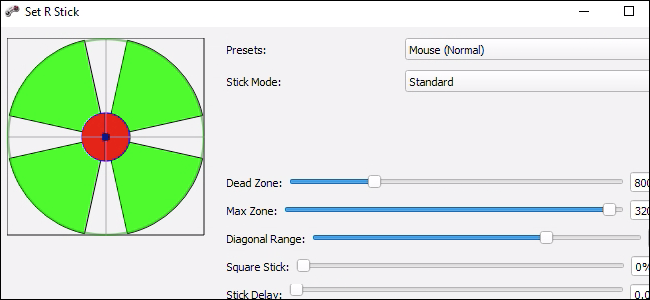 Set R Stick
Presets: Mouse (Normal)
Stick Mode: Standard
Dead Zone: 800
Max Zone: 320
Diagonal Range:
Square Stick: 0%
Stick Delay: 0.0